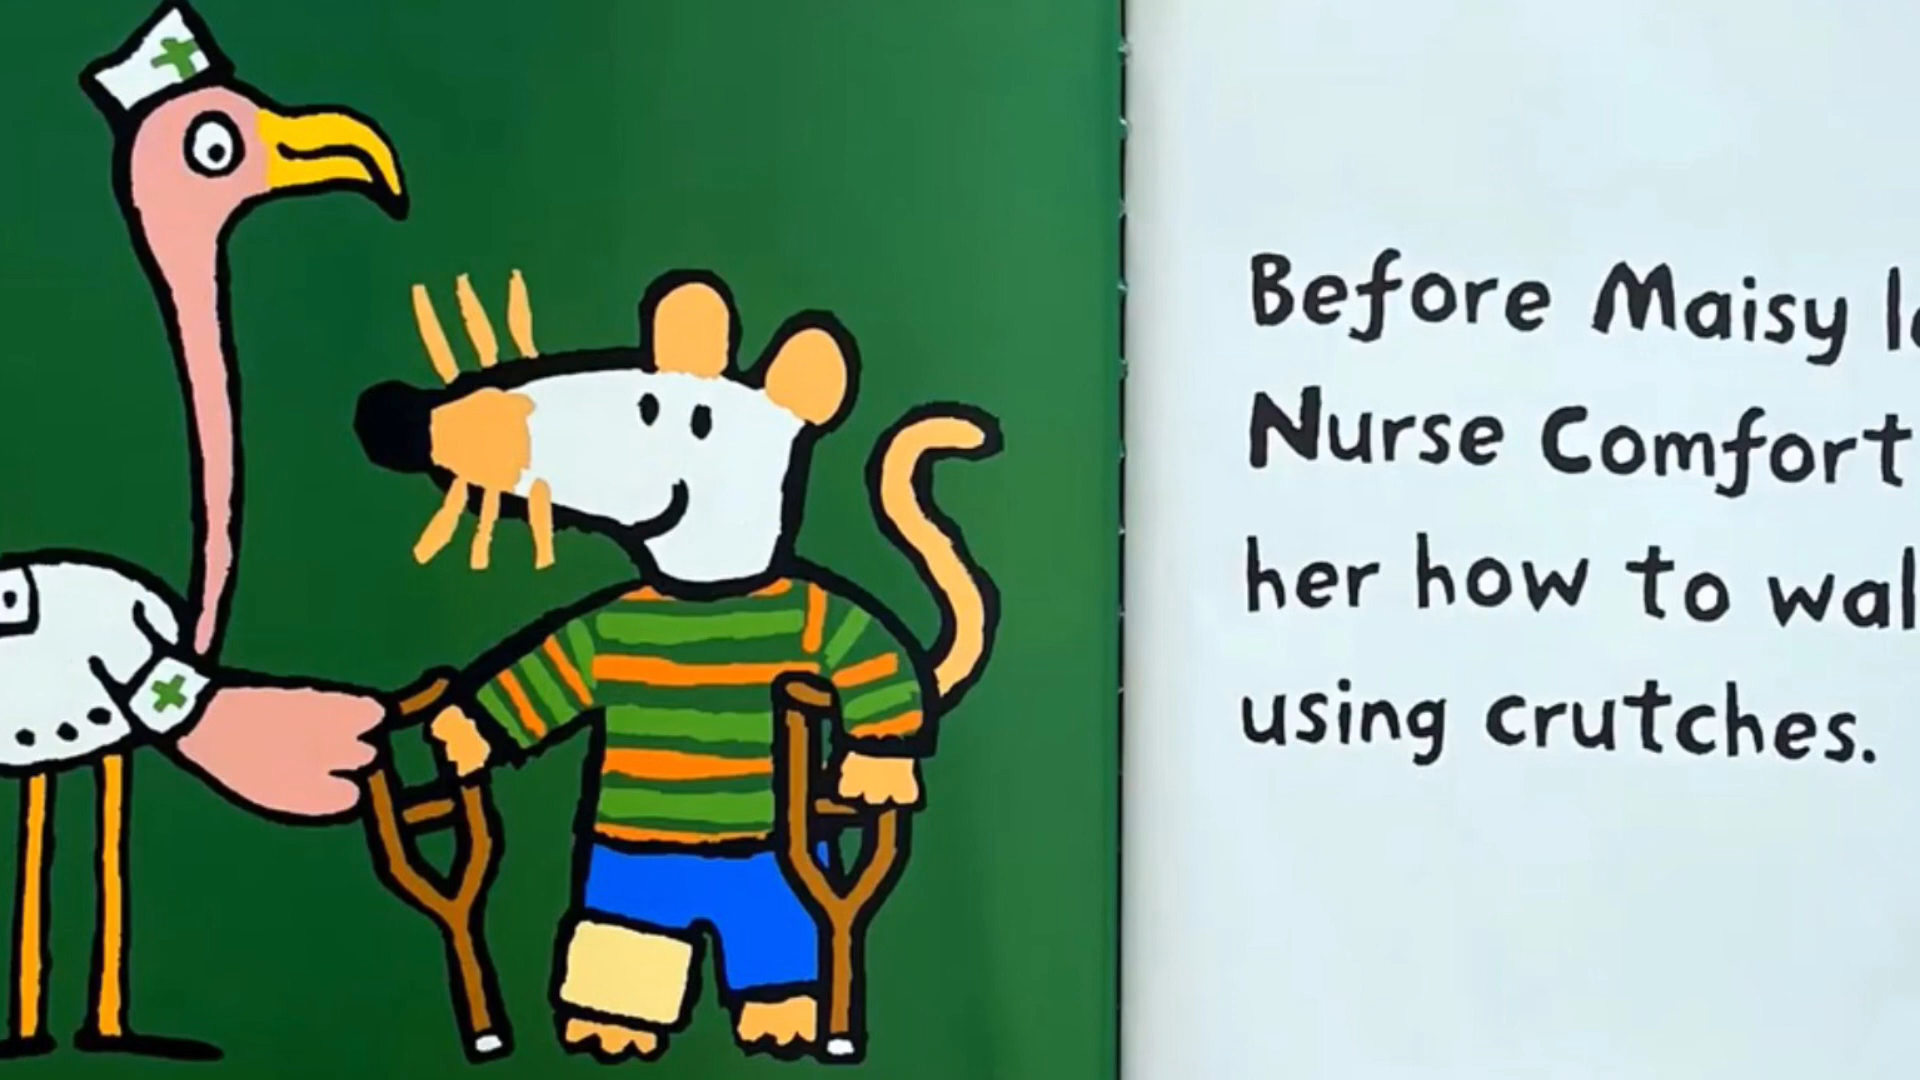 Before Maisy
Nurse Comfort
her how to
using crutches.